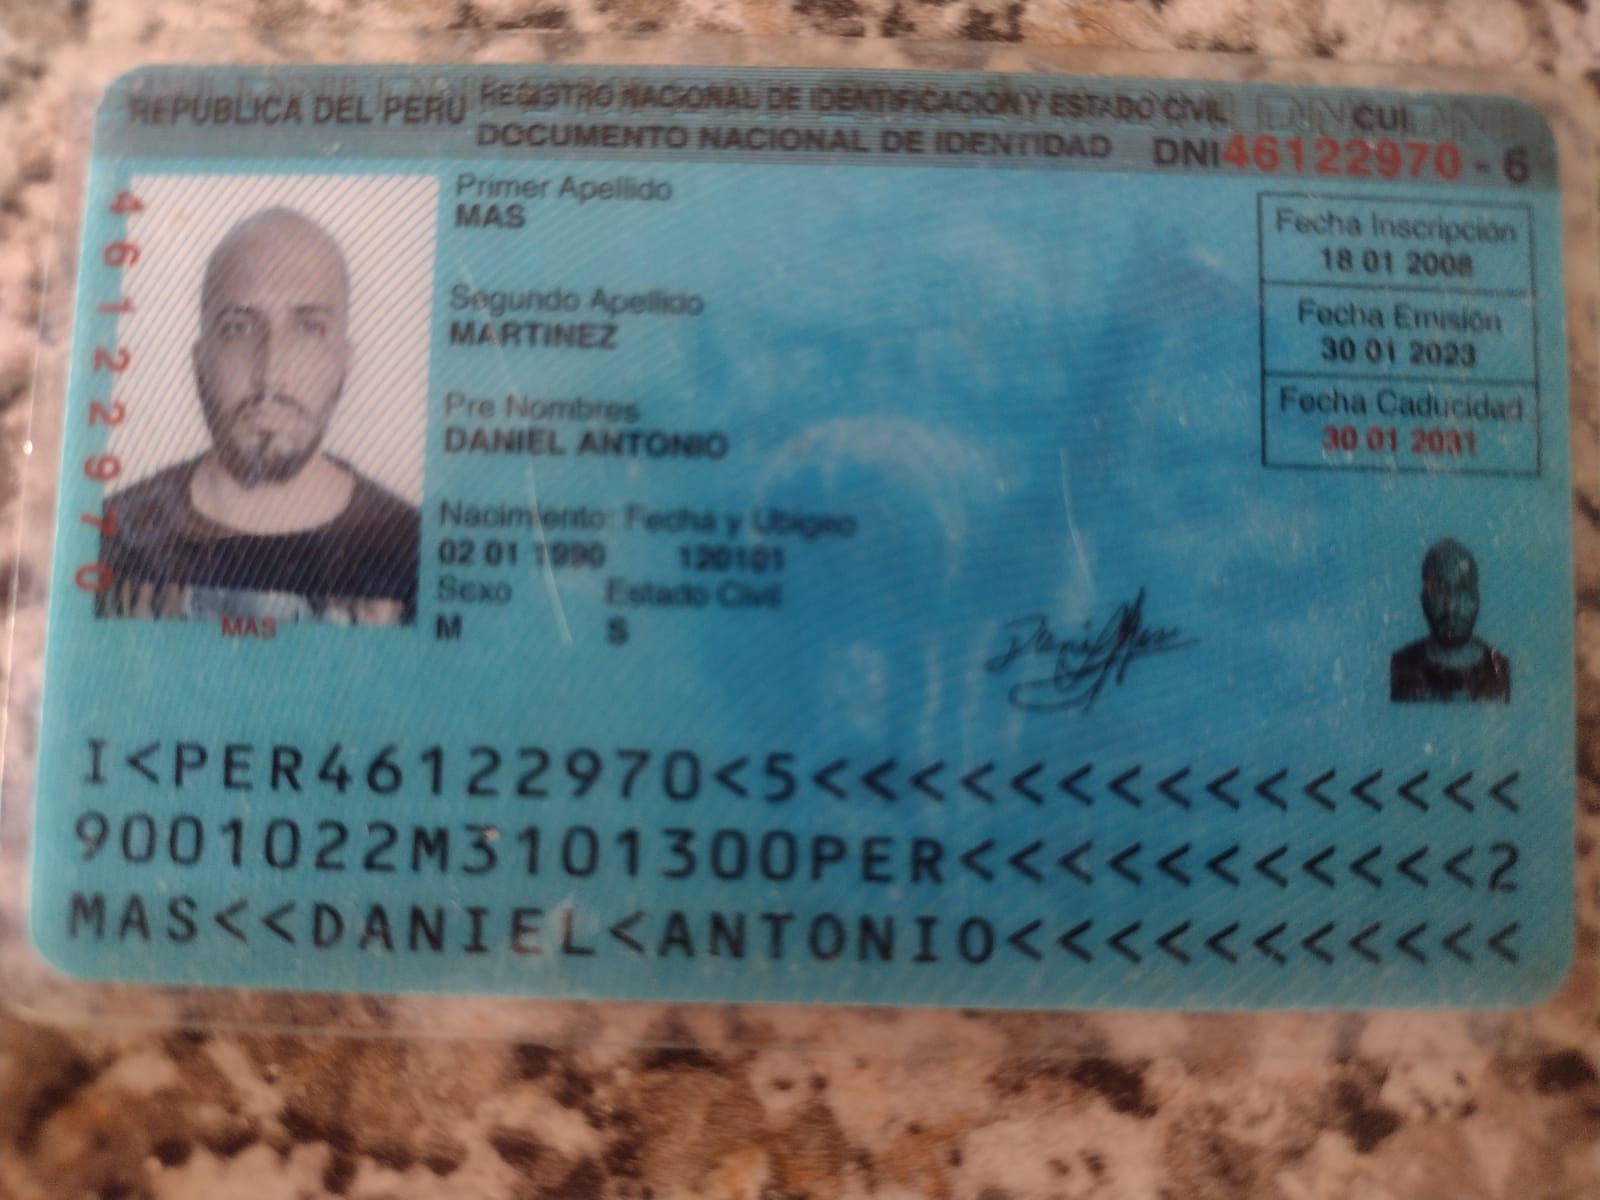 REPUBLICA DEL PERU
REGISTRO NACIONAL DE IDENTIFICACION Y ESTADO CIVIL
DOCUMENTO NACIONAL DE IDENTIDAD
CUI
DNI 46122970 - 6
46122970
Primer Apellido
MAS
Segundo Apellido
MARTINEZ
Pre Nombres
DANIEL ANTONIO
Nacimiento: Fecha y Ubigeo
02 01 1990 120101
Sexo Estado Civil
M S
MAS
Fecha Inscripción
18 01 2008
Fecha Emisión
30 01 2023
Fecha Caducidad
30 01 2031
Daniel Mas
I<PER46122970<5<<<<<<<<<<<<<<<
9001022M3101300PER<<<<<<<<<<<2
MAS<<DANIEL<ANTONIO<<<<<<<<<<<